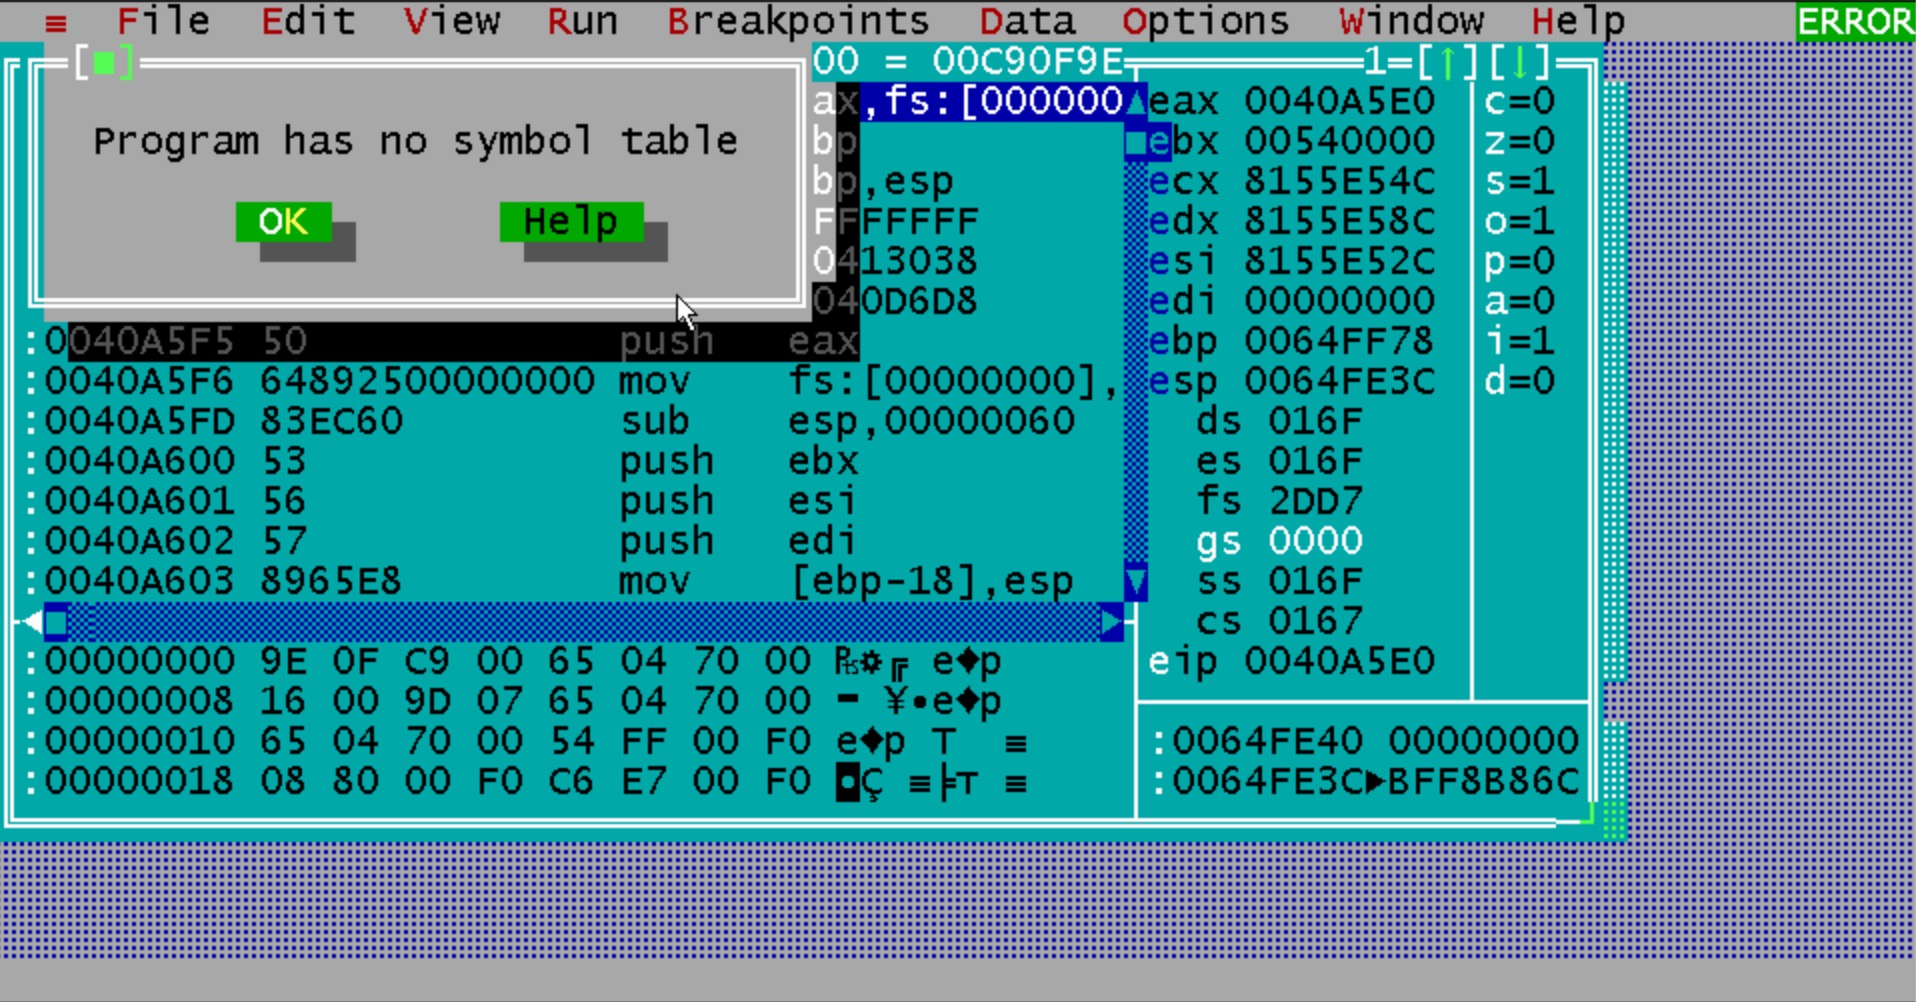 ≡ File Edit View Run Breakpoints Data Options Window Help ERROR
[■] 00 = 00C90F9E 1=[↑][↓]
Program has no symbol table
OK Help
ax,fs:[000000
bp
bp,esp
FFFFFFF
0413038
040D6D8
:0040A5F5 50 push eax
:0040A5F6 64892500000000 mov fs:[00000000],
:0040A5FD 83EC60 sub esp,00000060
:0040A600 53 push ebx
:0040A601 56 push esi
:0040A602 57 push edi
:0040A603 8965E8 mov [ebp-18],esp
:00000000 9E 0F C9 00 65 04 70 00 ₧☼╔ e♦p
:00000008 16 00 9D 07 65 04 70 00 ▬ ¥•e♦p
:00000010 65 04 70 00 54 FF 00 F0 e♦p T ≡
:00000018 08 80 00 F0 C6 E7 00 F0 ◘Ç ≡╞τ ≡
eax 0040A5E0 c=0
ebx 00540000 z=0
ecx 8155E54C s=1
edx 8155E58C o=1
esi 8155E52C p=0
edi 00000000 a=0
ebp 0064FF78 i=1
esp 0064FE3C d=0
ds 016F
es 016F
fs 2DD7
gs 0000
ss 016F
cs 0167
eip 0040A5E0
:0064FE40 00000000
:0064FE3C►BFF8B86C